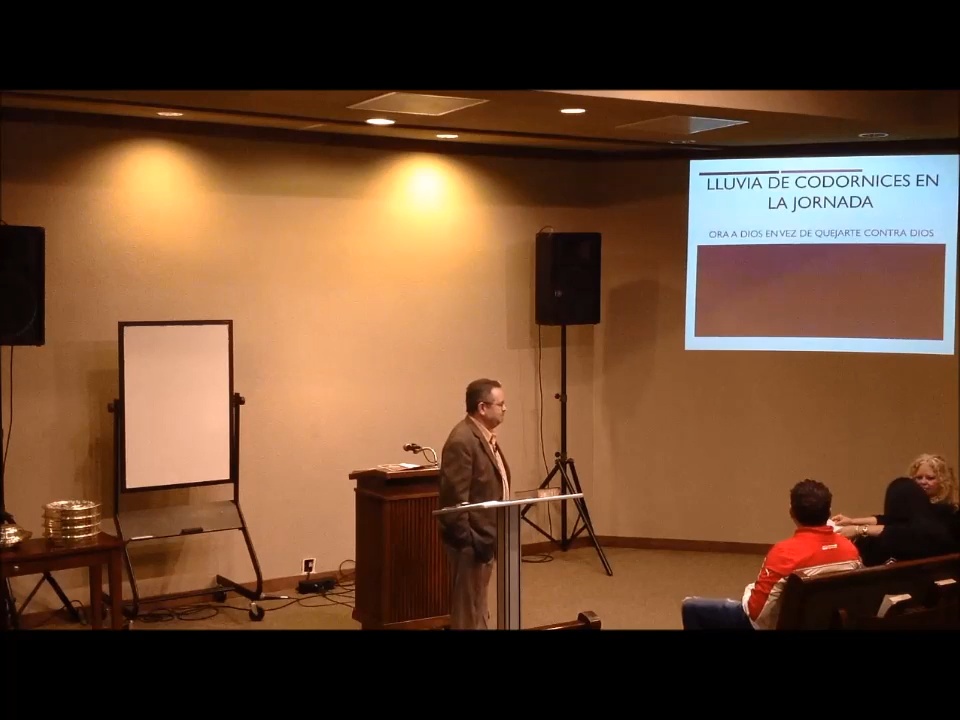 LLUVIA DE CODORNICES EN
LA JORNADA
ORA A DIOS EN VEZ DE QUEJARTE CONTRA DIOS